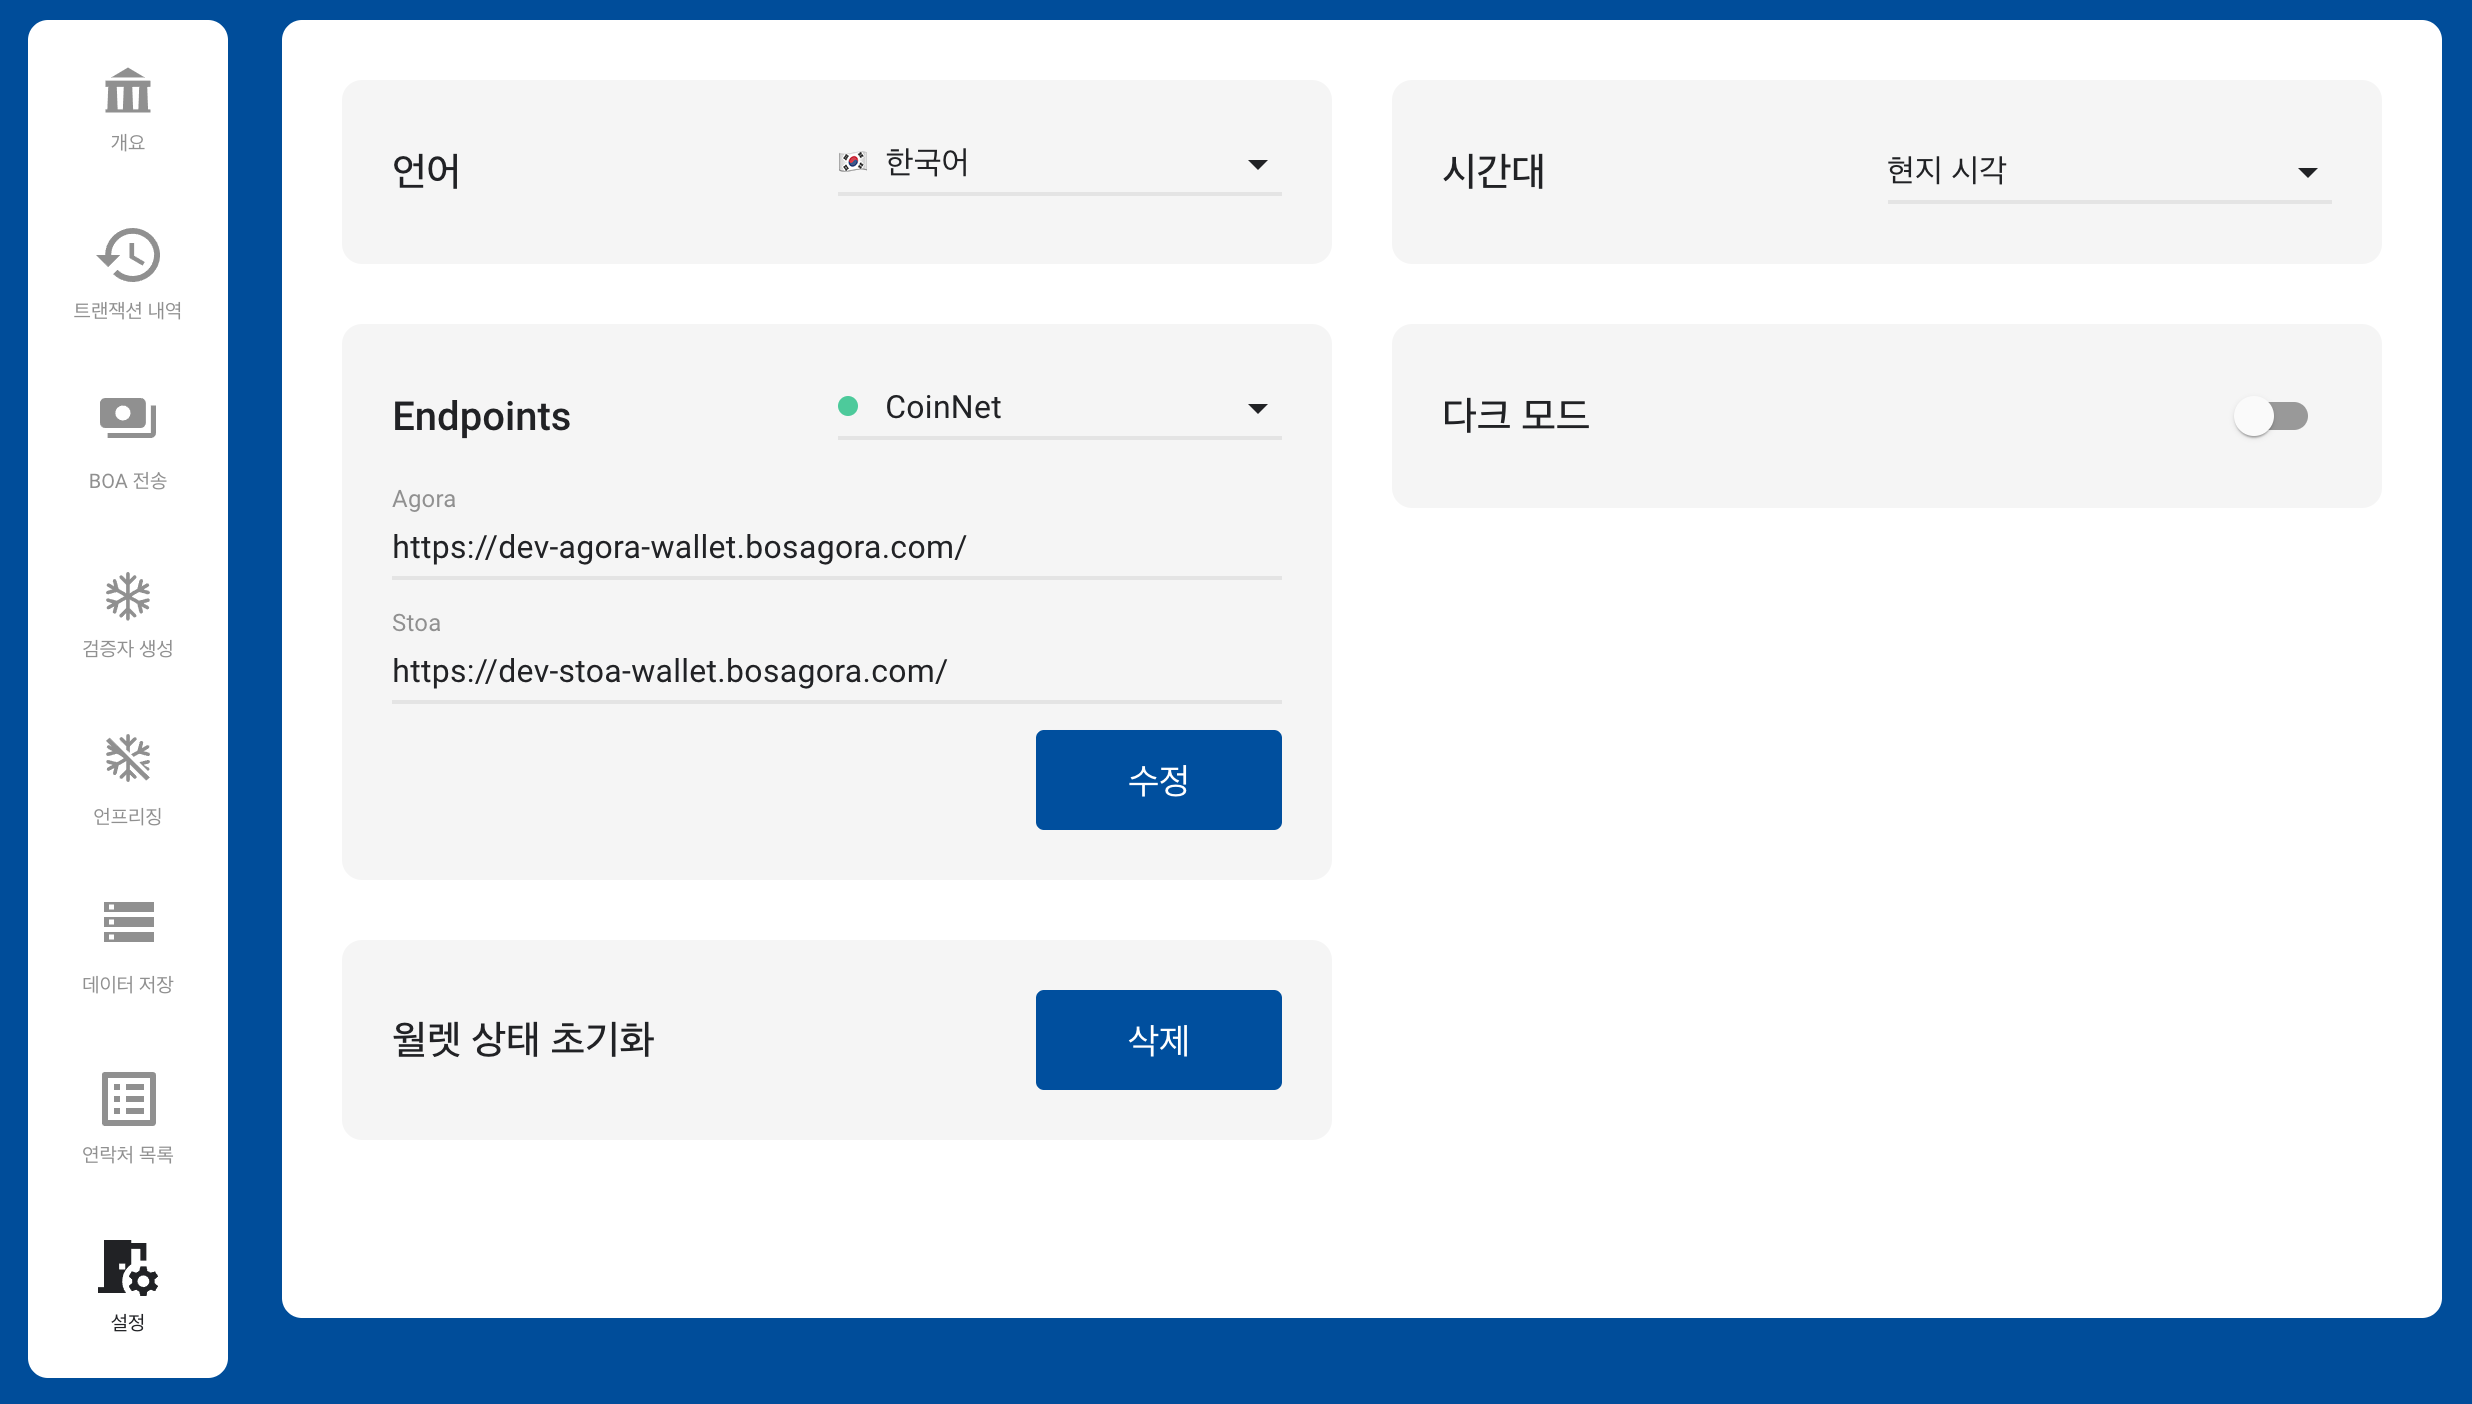 개요
트랜잭션 내역
BOA 전송
검증자 생성
언프리징
데이터 저장
연락처 목록
설정
언어
한국어
시간대
현지 시각
Endpoints
CoinNet
Agora
https://dev-agora-wallet.bosagora.com/
Stoa
https://dev-stoa-wallet.bosagora.com/
수정
다크 모드
월렛 상태 초기화
삭제